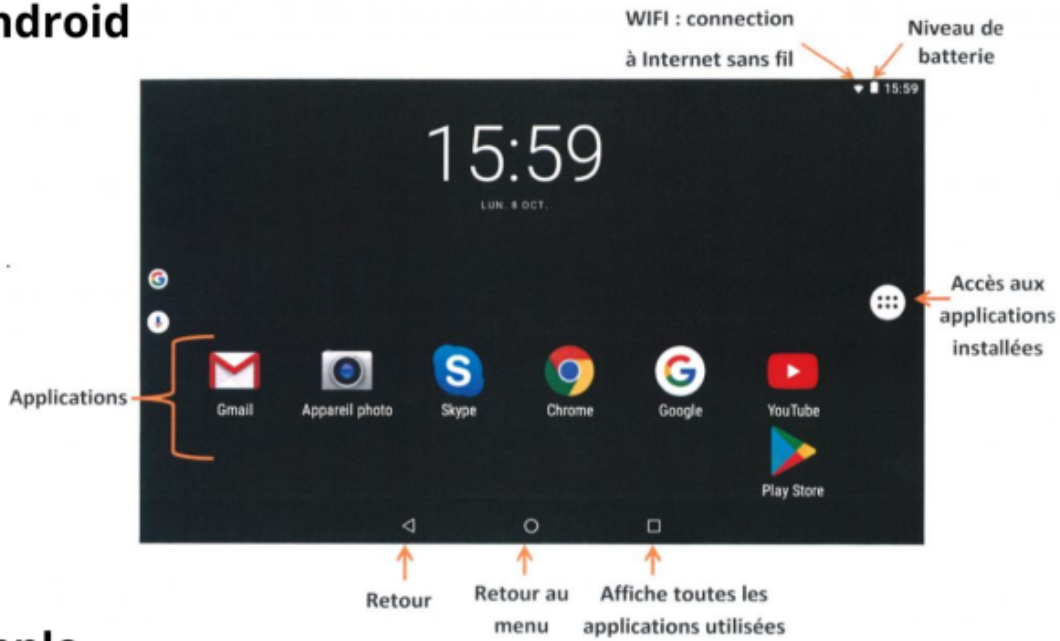 ndroid
WIFI : connection
à Internet sans fil
Niveau de
batterie
15:59
15:59
LUN. 8 OCT.
Accès aux
applications
installées
Applications
Gmail
Appareil photo
Skype
Chrome
Google
YouTube
Play Store
Retour
Retour au
menu
Affiche toutes les
applications utilisées